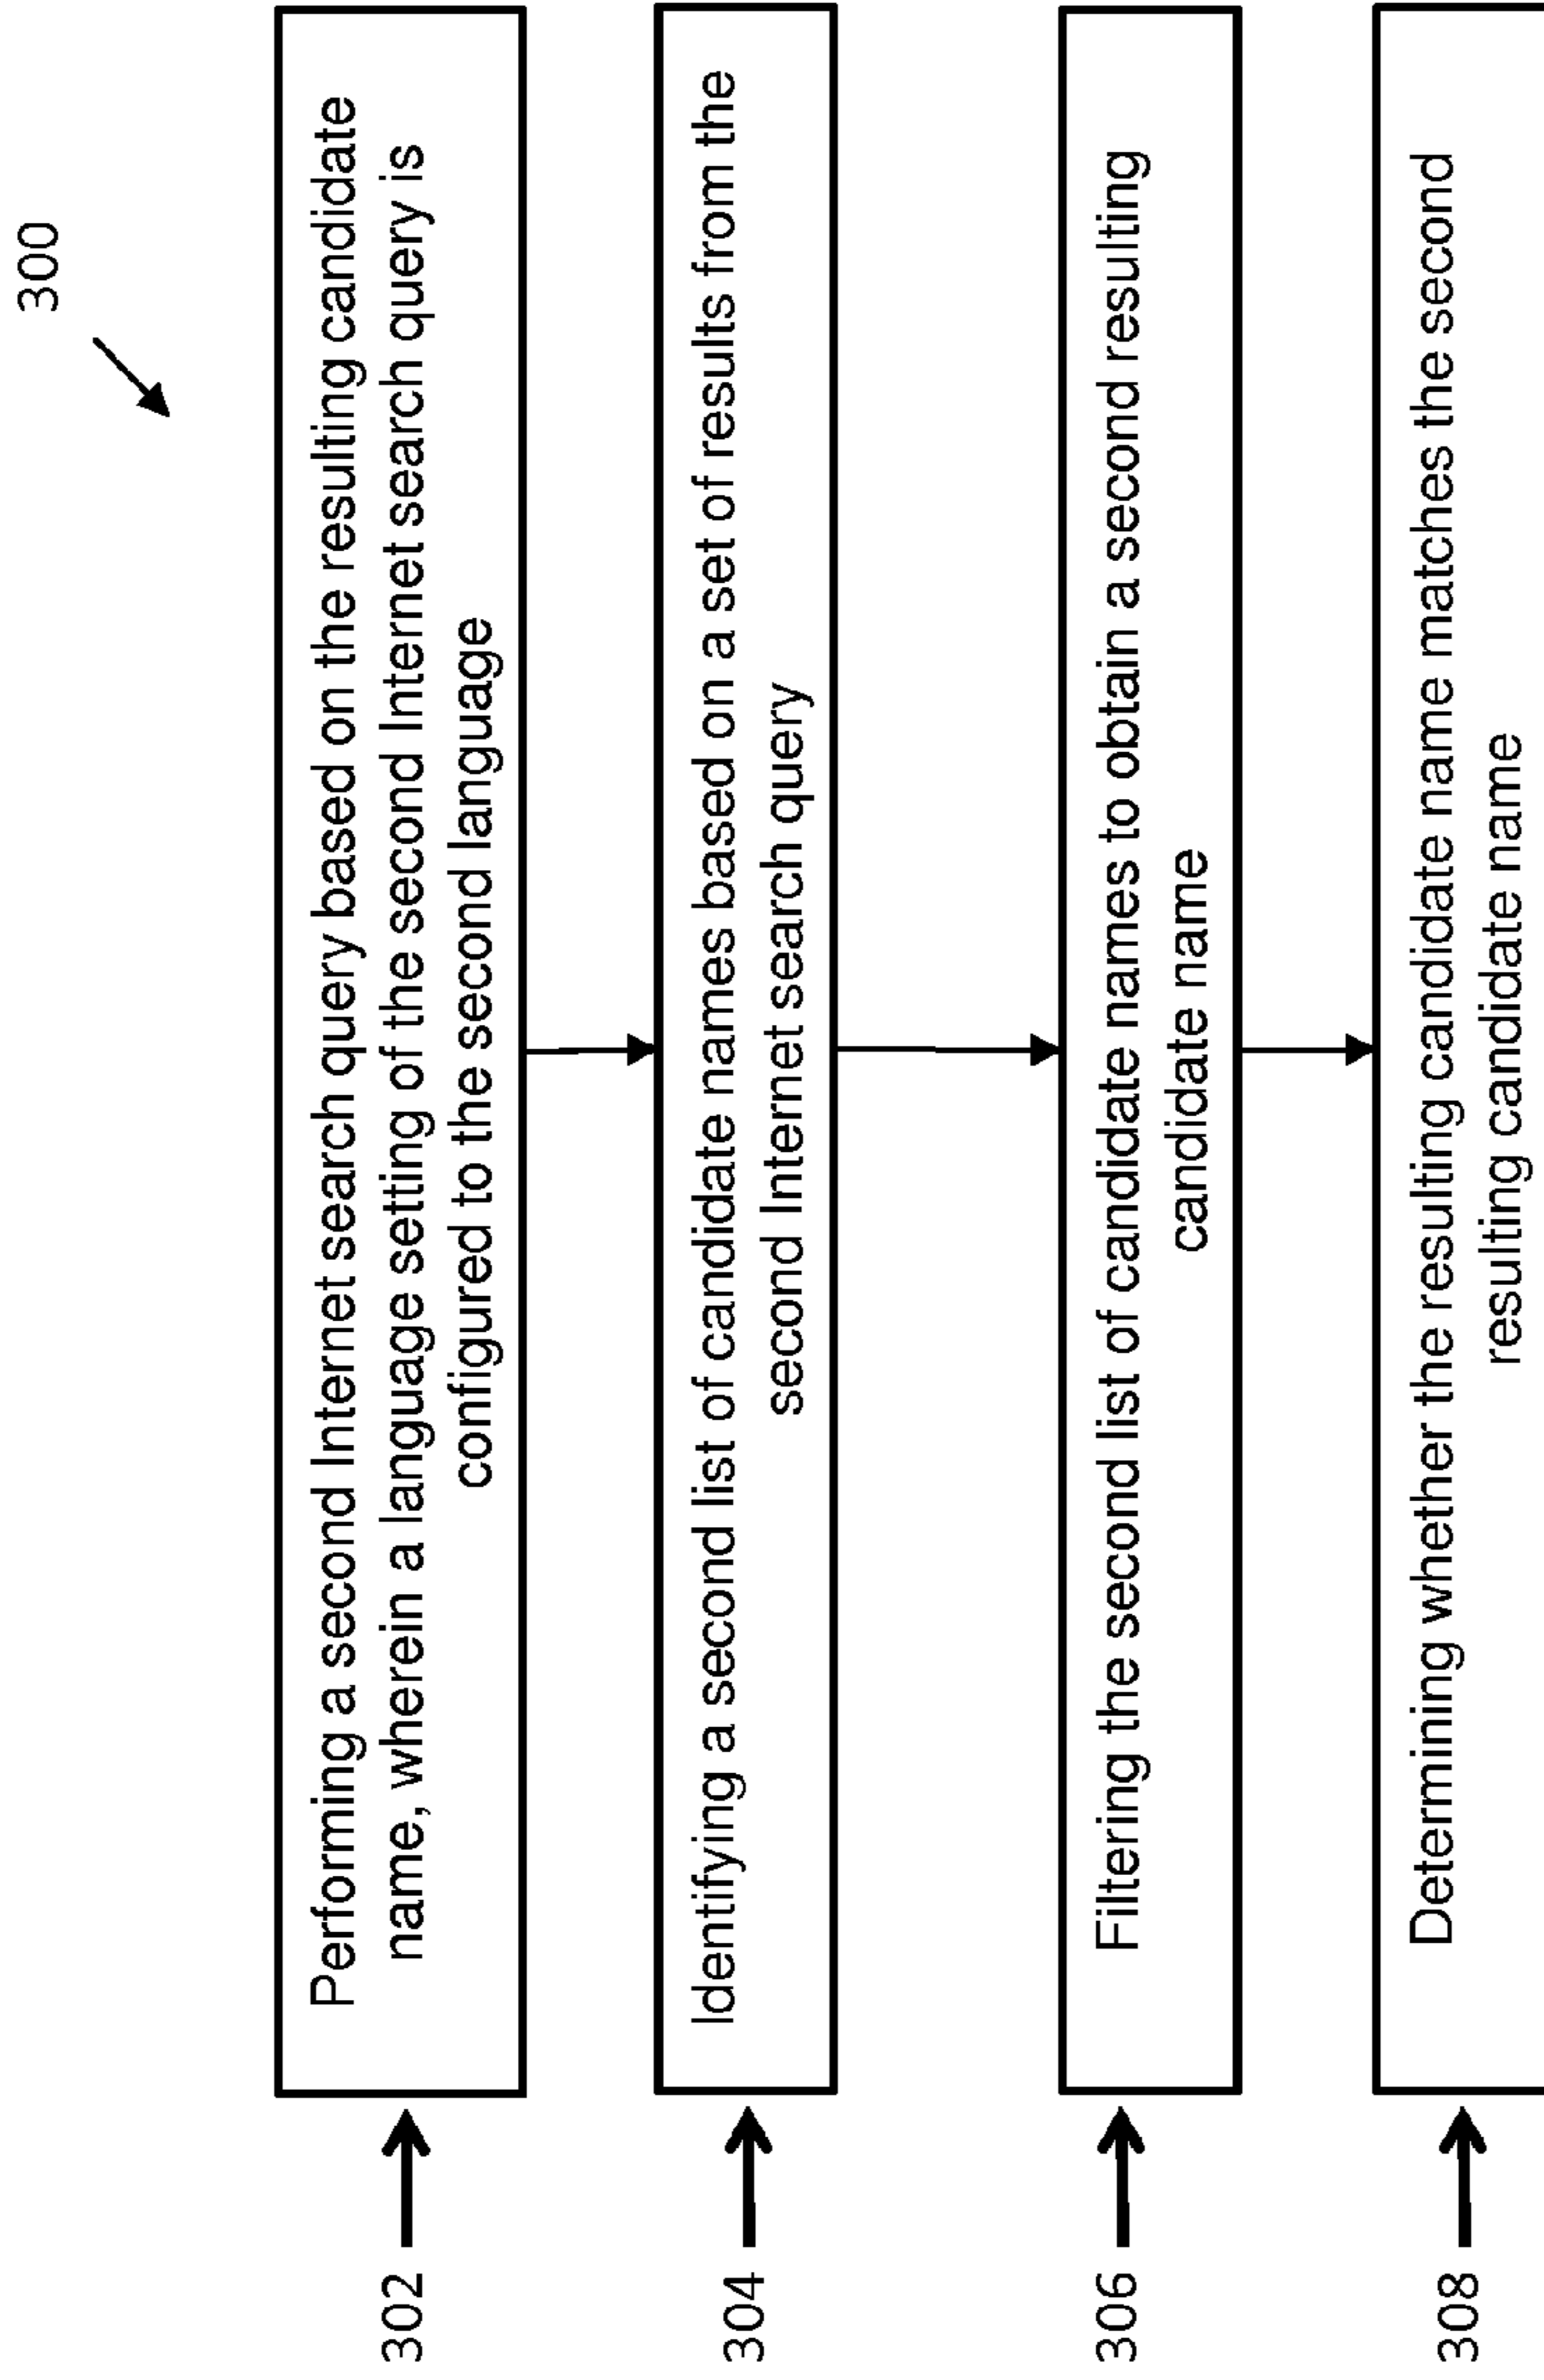 300
302
Performing a second Internet search query based on the resulting candidate
name, wherein a language setting of the second Internet search query is
configured to the second language
304
Identifying a second list of candidate names based on a set of results from the
second Internet search query
306
Filtering the second list of candidate names to obtain a second resulting
candidate name
308
Determining whether the resulting candidate name matches the second
resulting candidate name